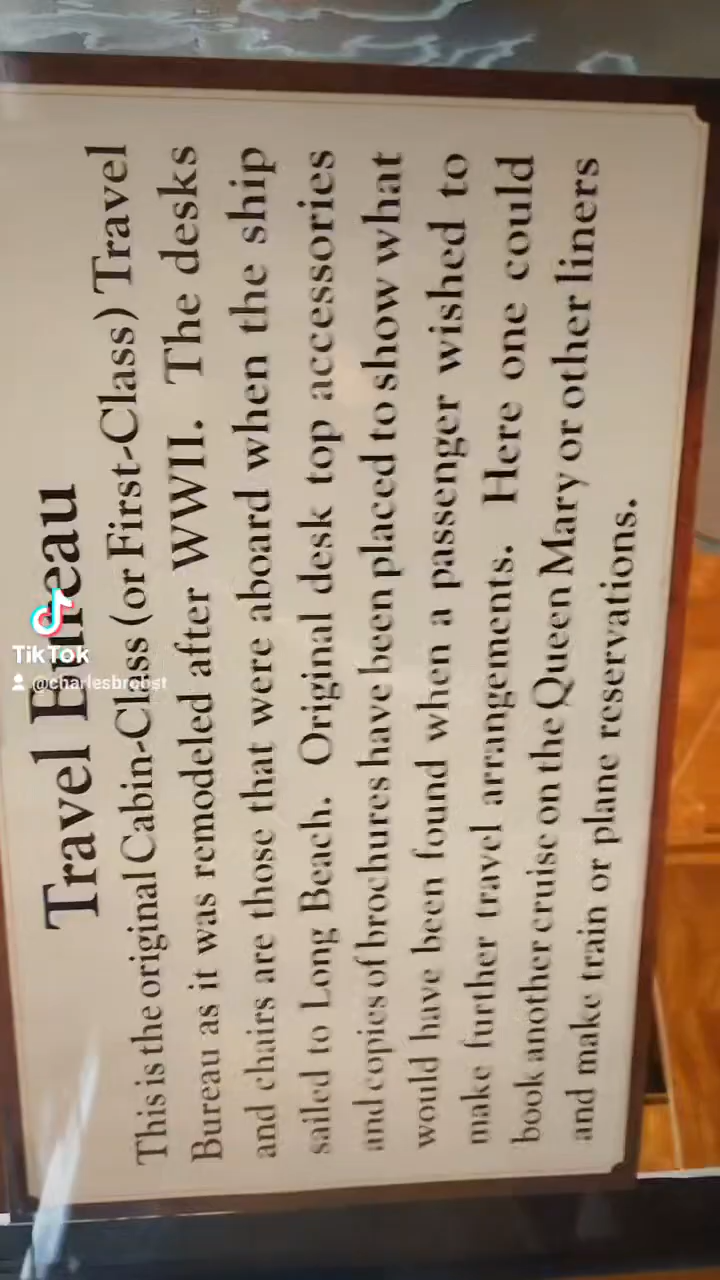 Travel Bureau
This is the original Cabin-Class (or First-Class) Travel
Bureau as it was remodeled after WWII. The desks
and chairs are those that were aboard when the ship
sailed to Long Beach. Original desk top accessories
and copies of brochures have been placed to show what
would have been found when a passenger wished to
make further travel arrangements. Here one could
book another cruise on the Queen Mary or other liners
and make train or plane reservations.
TikTok
@charlesbrobst